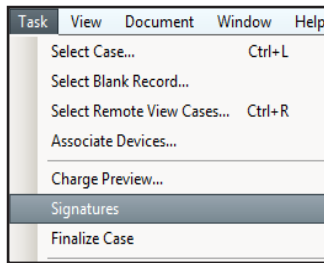 Task View Document Window Help
Select Case... Ctrl+L
Select Blank Record...
Select Remote View Cases... Ctrl+R
Associate Devices...
Charge Preview...
Signatures
Finalize Case